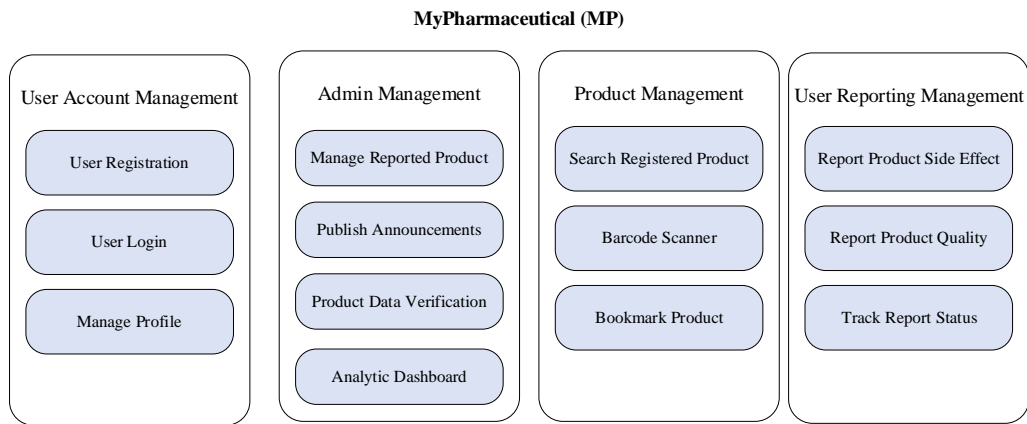 MyPharmaceutical (MP)
User Account Management
User Registration
User Login
Manage Profile
Admin Management
Manage Reported Product
Publish Announcements
Product Data Verification
Analytic Dashboard
Product Management
Search Registered Product
Barcode Scanner
Bookmark Product
User Reporting Management
Report Product Side Effect
Report Product Quality
Track Report Status